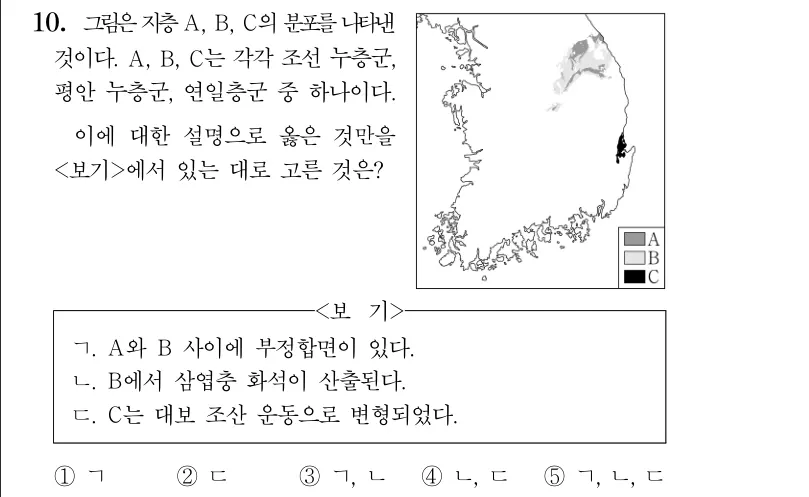 10. 그림은 지층 A, B, C의 분포를 나타낸
것이다. A, B, C는 각각 조선 누층군,
평안 누층군, 연일층군 중 하나이다.
이에 대한 설명으로 옳은 것만을
<보기>에서 있는 대로 고른 것은?
A
B
C
<보 기>
ㄱ. A와 B 사이에 부정합면이 있다.
ㄴ. B에서 삼엽충 화석이 산출된다.
ㄷ. C는 대보 조산 운동으로 변형되었다.
① ㄱ ② ㄷ ③ ㄱ, ㄴ ④ ㄴ, ㄷ ⑤ ㄱ, ㄴ, ㄷ